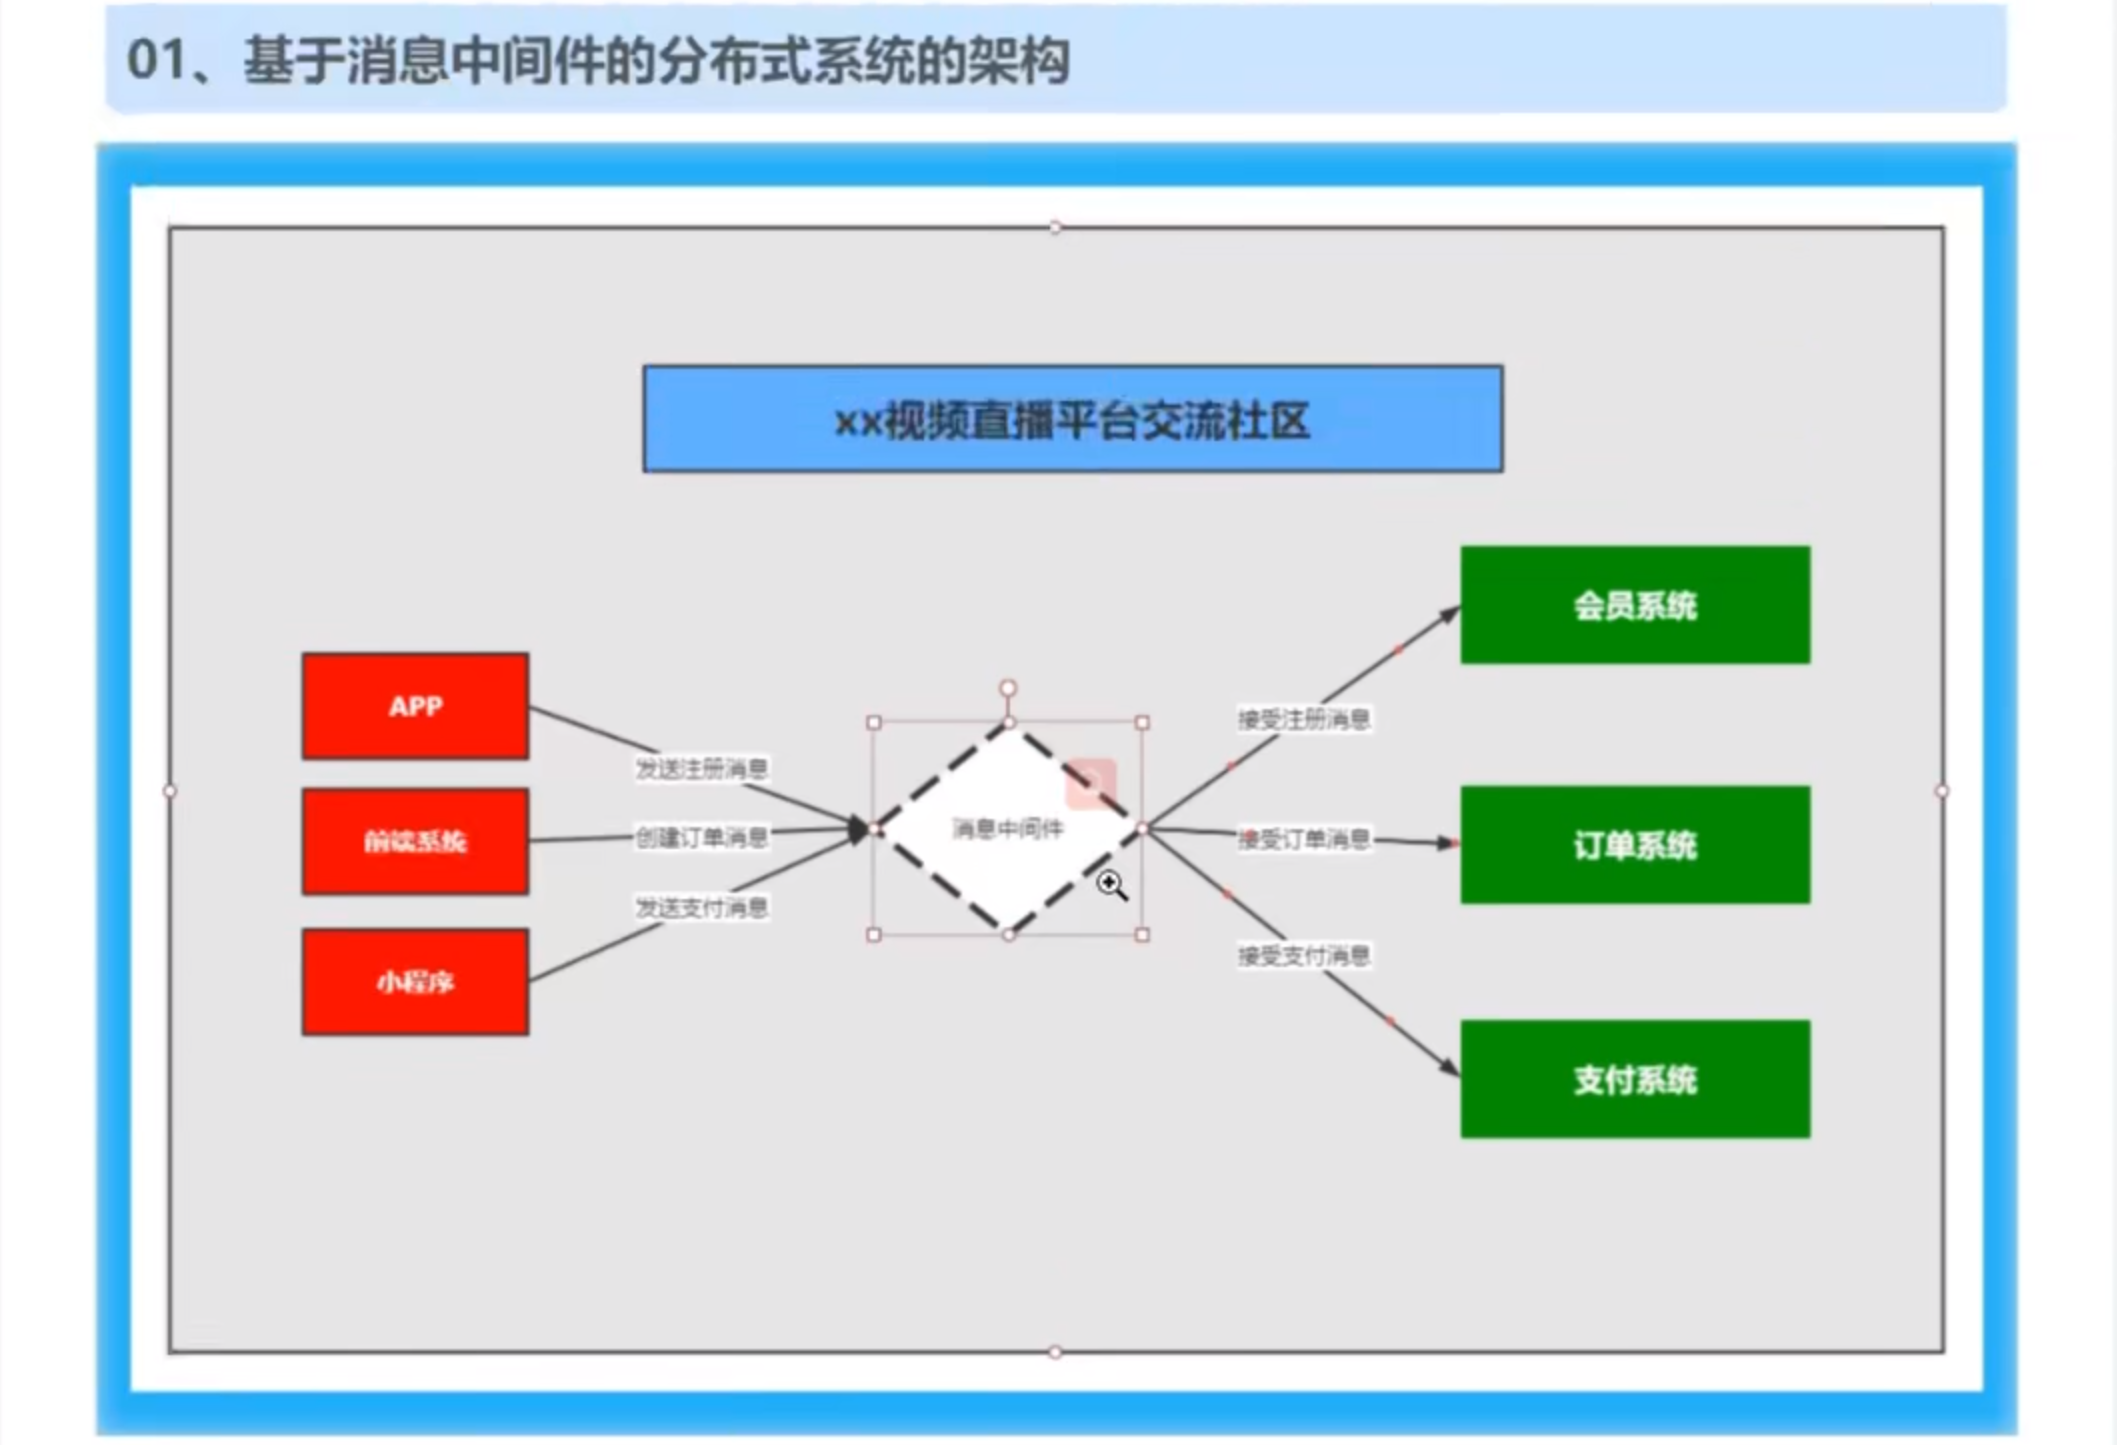 01、基于消息中间件的分布式系统的架构
xx视频直播平台交流社区
APP
前端系统
小程序
发送注册消息
创建订单消息
发送支付消息
消息中间件
接受注册消息
接受订单消息
接受支付消息
会员系统
订单系统
支付系统